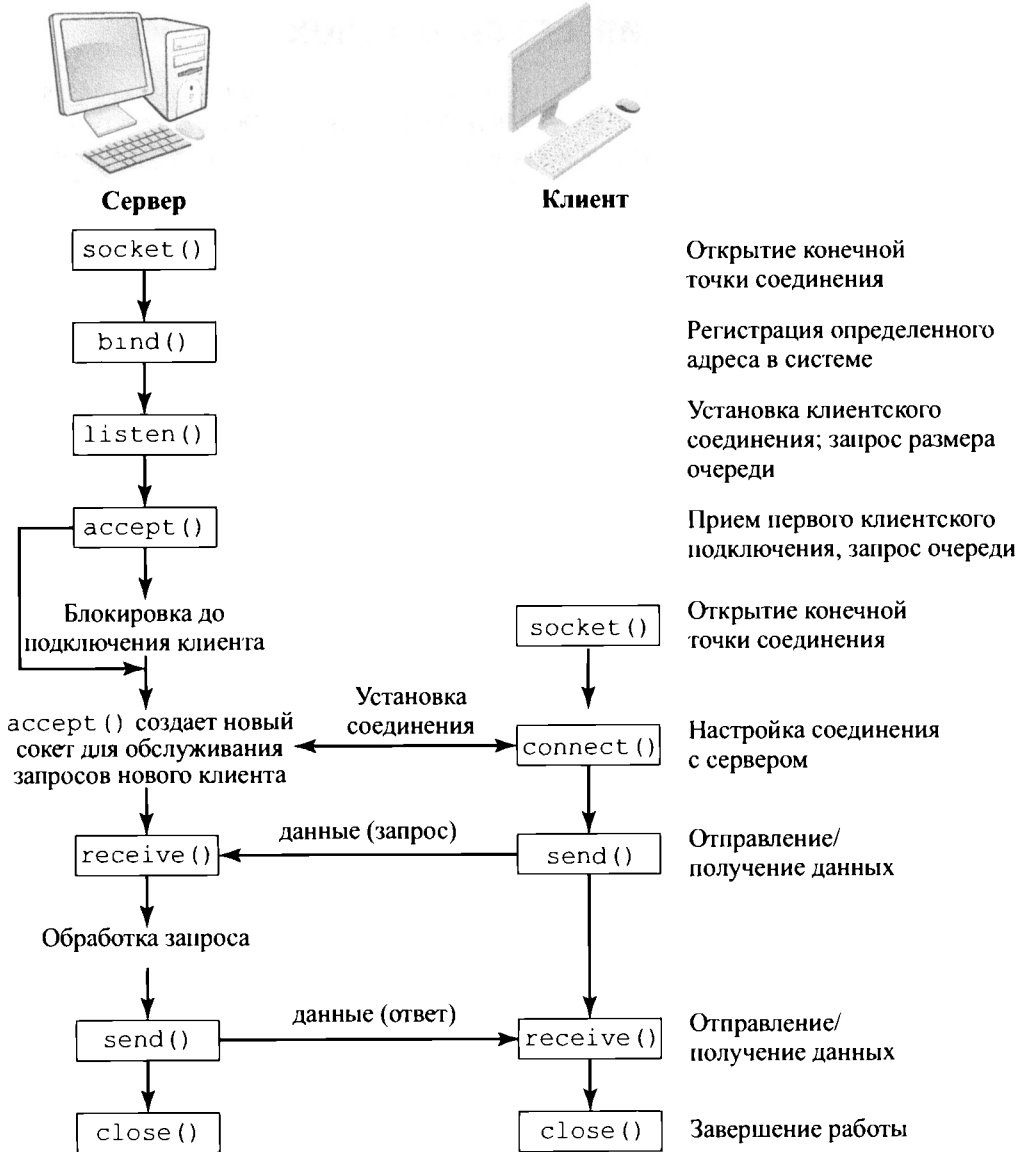 Сервер
Клиент
socket()
Открытие конечной
точки соединения
bind()
Регистрация определенного
адреса в системе
listen()
Установка клиентского
соединения; запрос размера
очереди
accept()
Прием первого клиентского
подключения, запрос очереди
Блокировка до
подключения клиента
socket()
Открытие конечной
точки соединения
accept() создает новый
сокет для обслуживания
запросов нового клиента
Установка
соединения
connect()
Настройка соединения
с сервером
receive()
данные (запрос)
send()
Отправление/
получение данных
Обработка запроса
send()
данные (ответ)
receive()
Отправление/
получение данных
close()
close()
Завершение работы